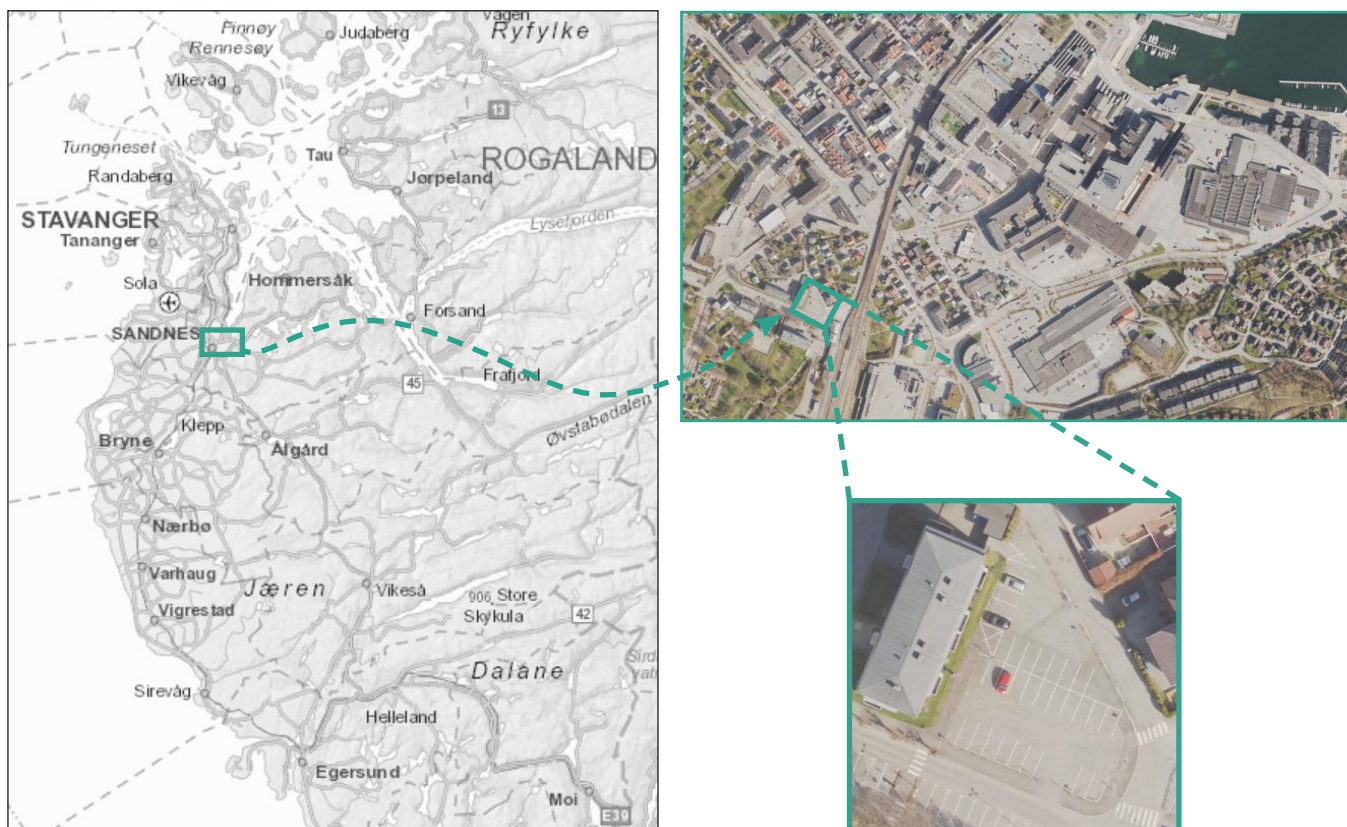 Vågen
Finnøy
Judaberg
Ryfylke
Rennesøy
Vikevåg
13
Tungeneset
Tau
ROGALAND
Randaberg
Jørpeland
STAVANGER
Lysefjorden
Tananger
Sola
Hommersåk
Forsand
SANDNES
Frafjord
45
Øvstabødalen
Klepp
Bryne
Ålgård
Nærbø
Varhaug
Jæren
Vikeså
906 Store
Skykula
42
Vigrestad
Dalane
Sird
vat
Sirevåg
Helleland
Egersund
Moi
E39